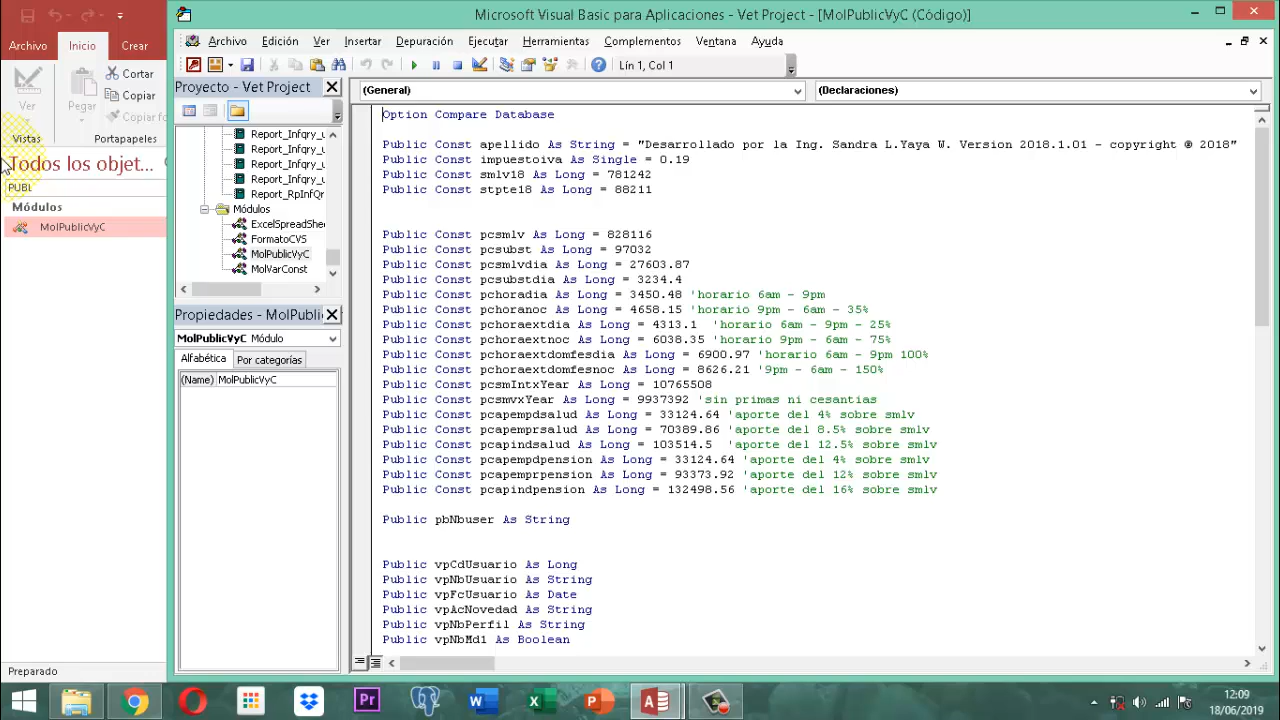 Microsoft Visual Basic para Aplicaciones - Vet Project - [MolPublicVyC (Código)]
Archivo Inicio Crear
Archivo Edición Ver Insertar Depuración Ejecutar Herramientas Complementos Ventana Ayuda
Lín 1, Col 1
Ver
Pegar
Cortar
Copiar
Copiar fo
Vistas
Portapapeles
Todos los objet...
PUBL
Módulos
MolPublicVyC
Proyecto - Vet Project
Report_Infqry_u
Report_Infqry_u
Report_Infqry_u
Report_Infqry_u
Report_RpInfQr
Módulos
ExcelSpreadShe
FormatoCVS
MolPublicVyC
MolVarConst
Propiedades - MolPubli
MolPublicVyC Módulo
Alfabética Por categorías
(Name) MolPublicVyC
(General) (Declaraciones)
Option Compare Database
Public Const apellido As String = "Desarrollado por la Ing. Sandra L.Yaya W. Version 2018.1.01 - copyright @ 2018"
Public Const impuestoiva As Single = 0.19
Public Const smlv18 As Long = 781242
Public Const stpte18 As Long = 88211
Public Const pcsmlv As Long = 828116
Public Const pcsubst As Long = 97032
Public Const pcsmlvdia As Long = 27603.87
Public Const pcsubstdia As Long = 3234.4
Public Const pchoradia As Long = 3450.48 'horario 6am - 9pm
Public Const pchoranoc As Long = 4658.15 'horario 9pm - 6am - 35%
Public Const pchoraextdia As Long = 4313.1 'horario 6am - 9pm - 25%
Public Const pchoraextnoc As Long = 6038.35 'horario 9pm - 6am - 75%
Public Const pchoraextdomfesdia As Long = 6900.97 'horario 6am - 9pm 100%
Public Const pchoraextdomfesnoc As Long = 8626.21 '9pm - 6am - 150%
Public Const pcsmIntxYear As Long = 10765508
Public Const pcsmvxYear As Long = 9937392 'sin primas ni cesantias
Public Const pcapempdsalud As Long = 33124.64 'aporte del 4% sobre smlv
Public Const pcapemprsalud As Long = 70389.86 'aporte del 8.5% sobre smlv
Public Const pcapindsalud As Long = 103514.5 'aporte del 12.5% sobre smlv
Public Const pcapempdpension As Long = 33124.64 'aporte del 4% sobre smlv
Public Const pcapemprpension As Long = 93373.92 'aporte del 12% sobre smlv
Public Const pcapindpension As Long = 132498.56 'aporte del 16% sobre smlv
Public pbNbuser As String
Public vpCdUsuario As Long
Public vpNbUsuario As String
Public vpFcUsuario As Date
Public vpAcNovedad As String
Public vpNbPerfil As String
Public vpNbMd1 As Boolean
Preparado
Pr
12:09
18/06/2019